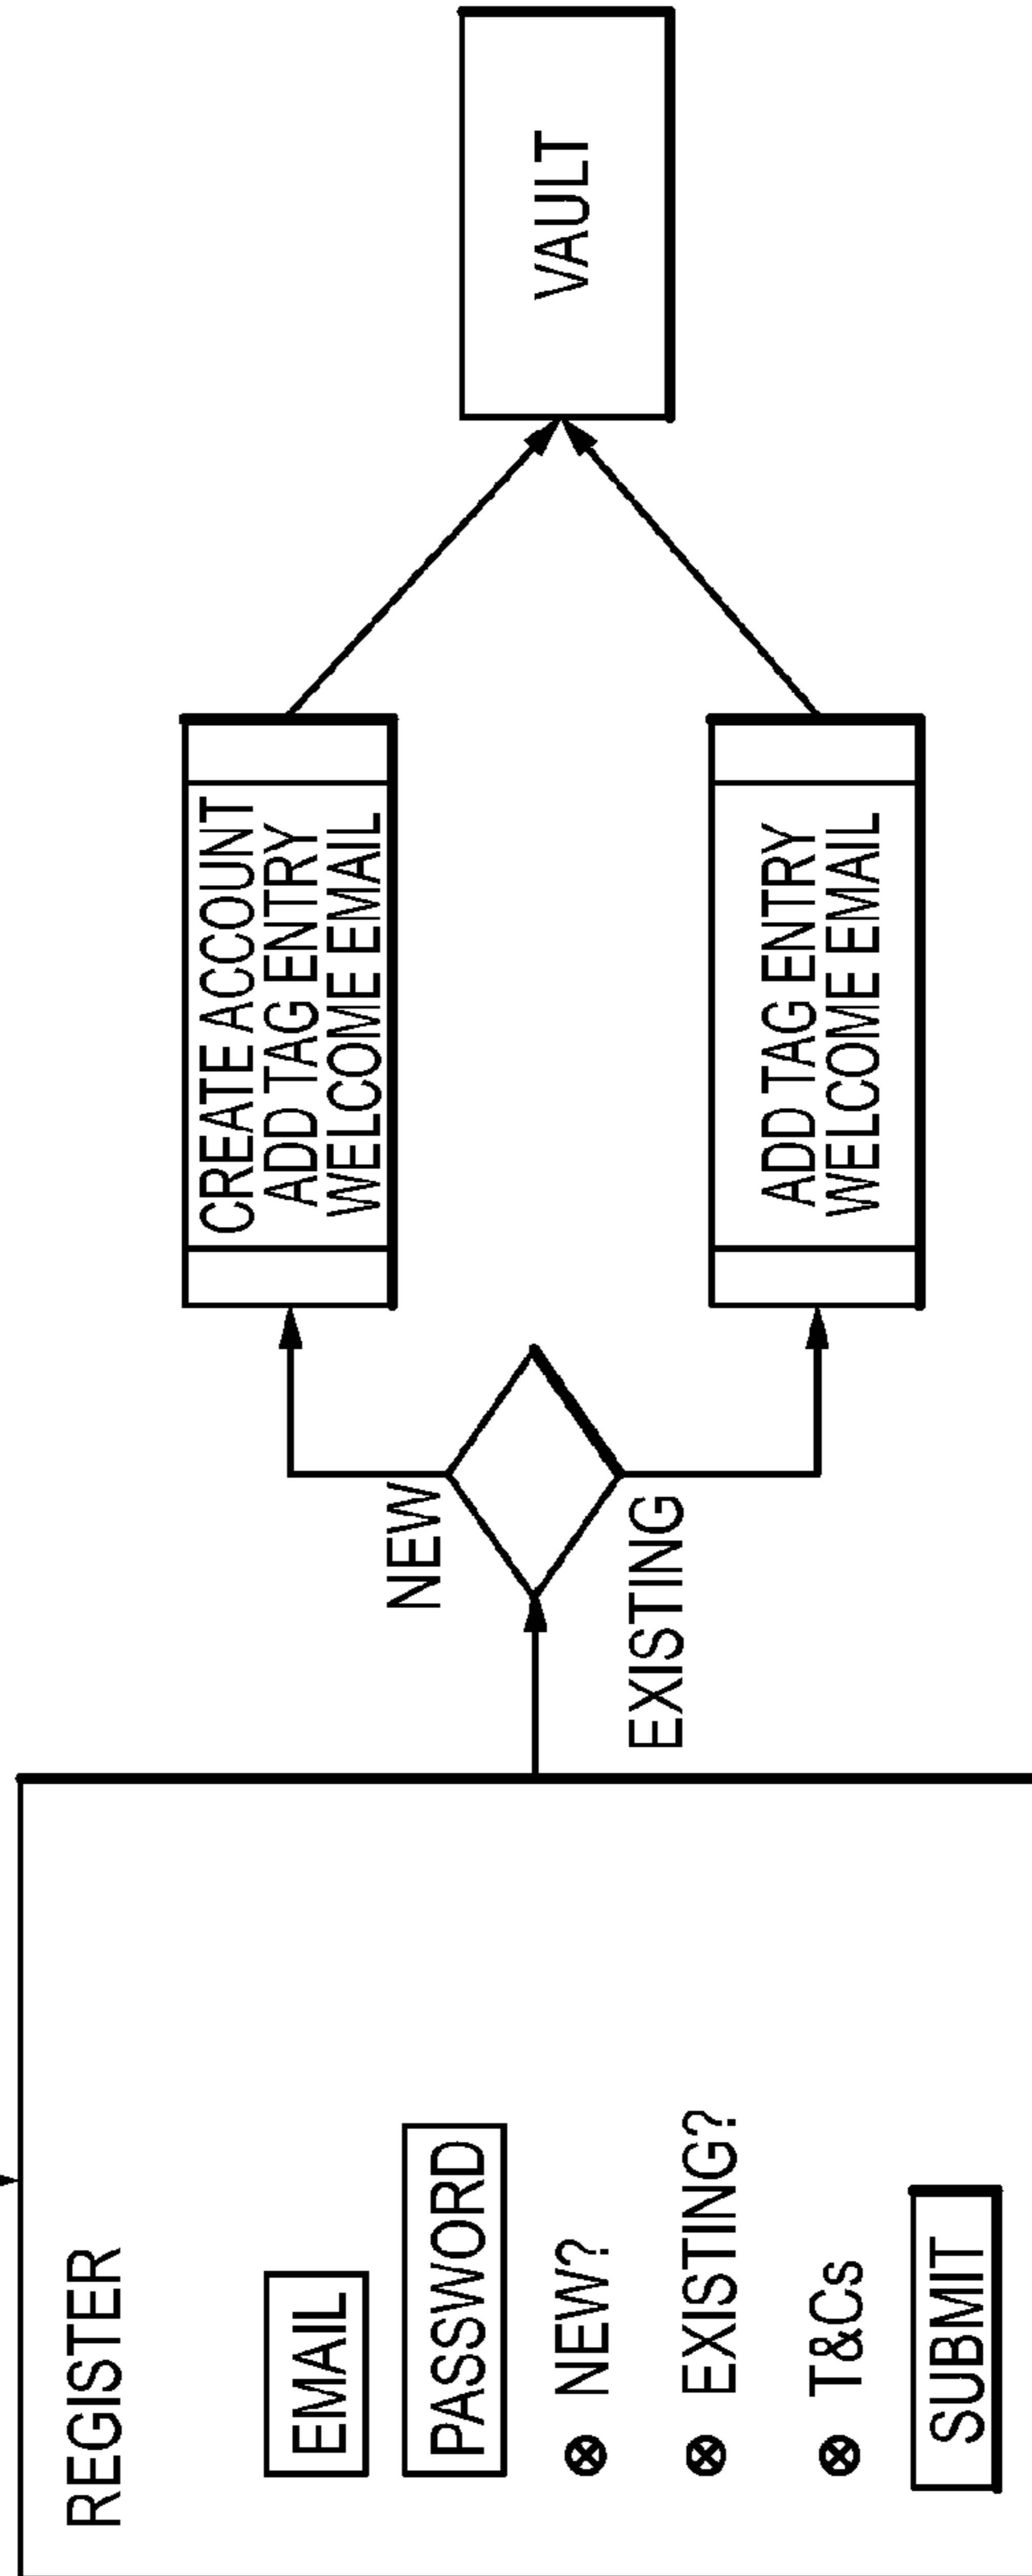 REGISTER
EMAIL
PASSWORD
NEW?
EXISTING?
T&Cs
SUBMIT
NEW
EXISTING
CREATE ACCOUNT
ADD TAG ENTRY
WELCOME EMAIL
ADD TAG ENTRY
WELCOME EMAIL
VAULT